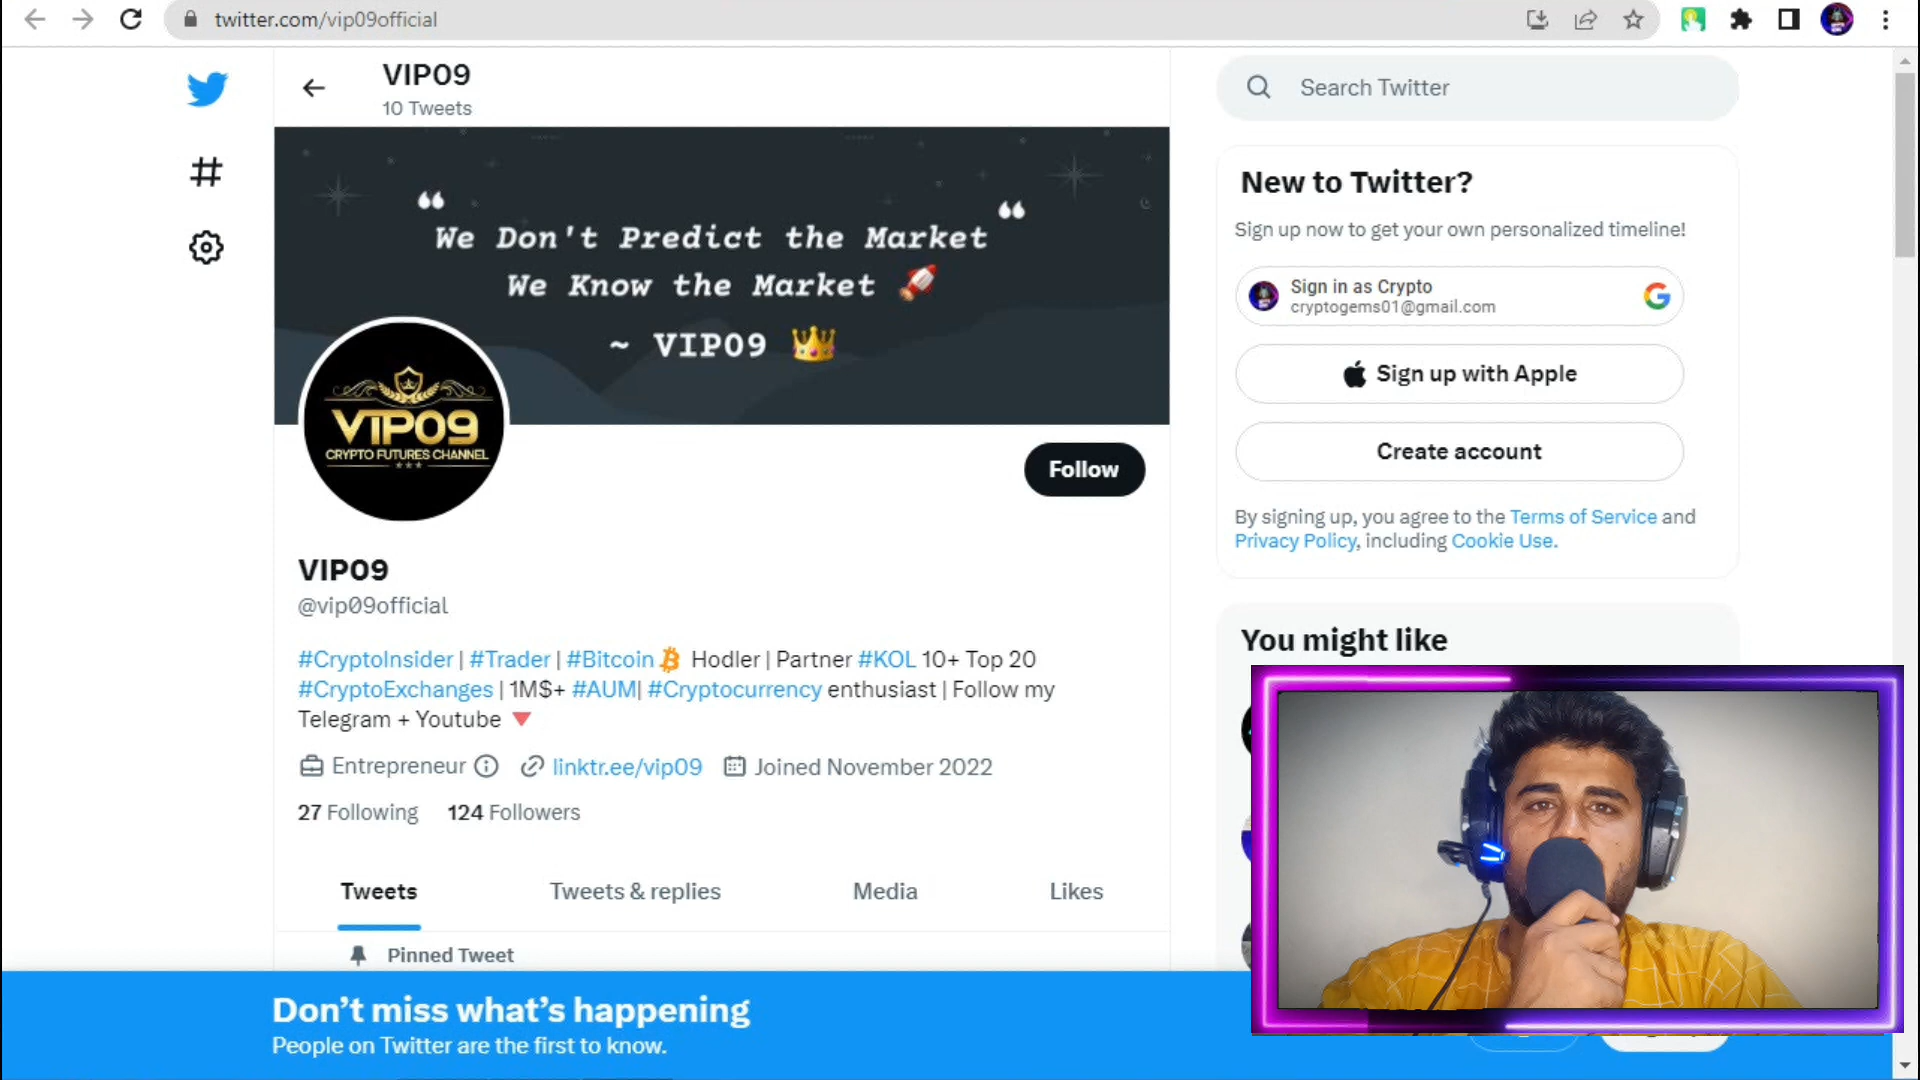 twitter.com/vip09official
VIP09
10 Tweets
Search Twitter
“
We Don't Predict the Market “
We Know the Market 🚀
~ VIP09 👑
VIP09
CRYPTO FUTURES CHANNEL
Follow
VIP09
@vip09official
#CryptoInsider | #Trader | #Bitcoin Hodler | Partner #KOL 10+ Top 20
#CryptoExchanges | 1M$+ #AUM| #Cryptocurrency enthusiast | Follow my
Telegram + Youtube 🔻
Entrepreneur linktr.ee/vip09 Joined November 2022
27 Following 124 Followers
Tweets Tweets & replies Media Likes
Pinned Tweet
New to Twitter?
Sign up now to get your own personalized timeline!
Sign in as Crypto
cryptogems01@gmail.com
Sign up with Apple
Create account
By signing up, you agree to the Terms of Service and
Privacy Policy, including Cookie Use.
You might like
Don’t miss what’s happening
People on Twitter are the first to know.